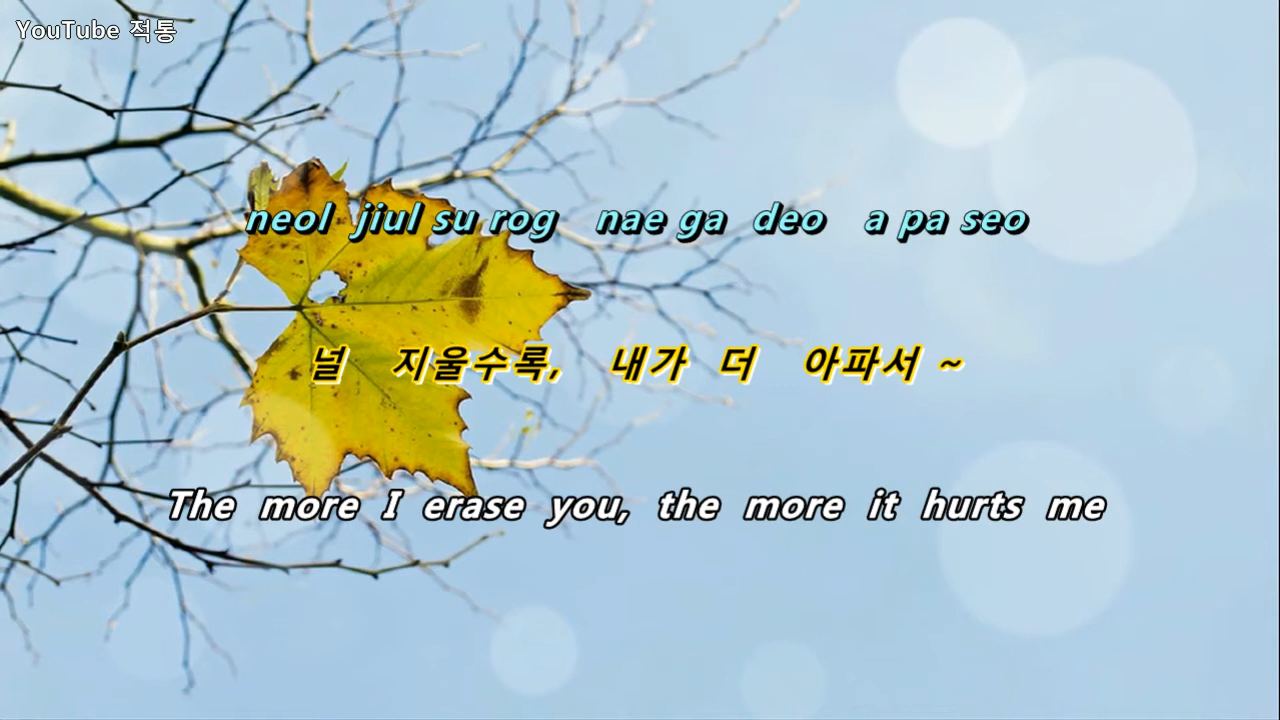 YouTube 적통
neol jiul su rog nae ga deo a pa seo
널 지울수록, 내가 더 아파서 ~
The more I erase you, the more it hurts me